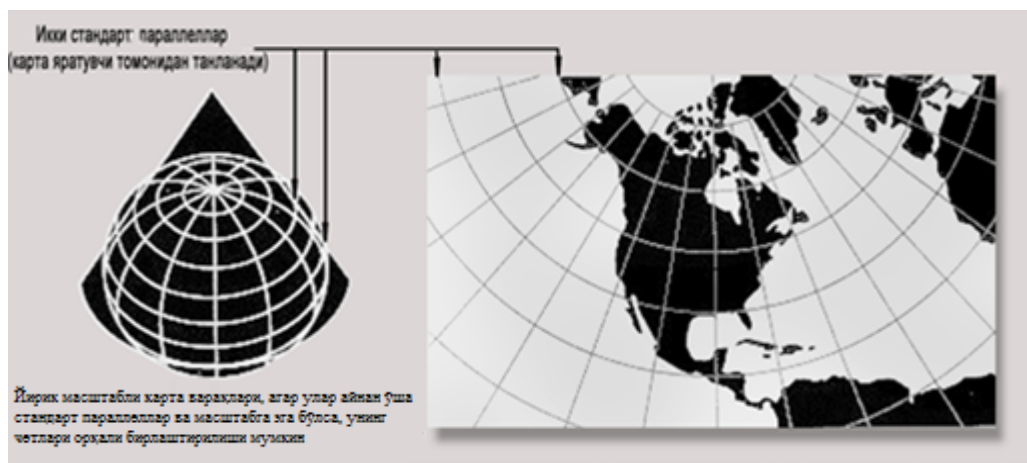 Икки стандарт: параллеллар
(карта яратувчи томонидан танланади)
Йирик масштабли карта варақлари, агар улар айнан ўша
стандарт параллеллар ва масштабга эга бўлса, унинг
четлари орқали бирлаштирилиши мумкин